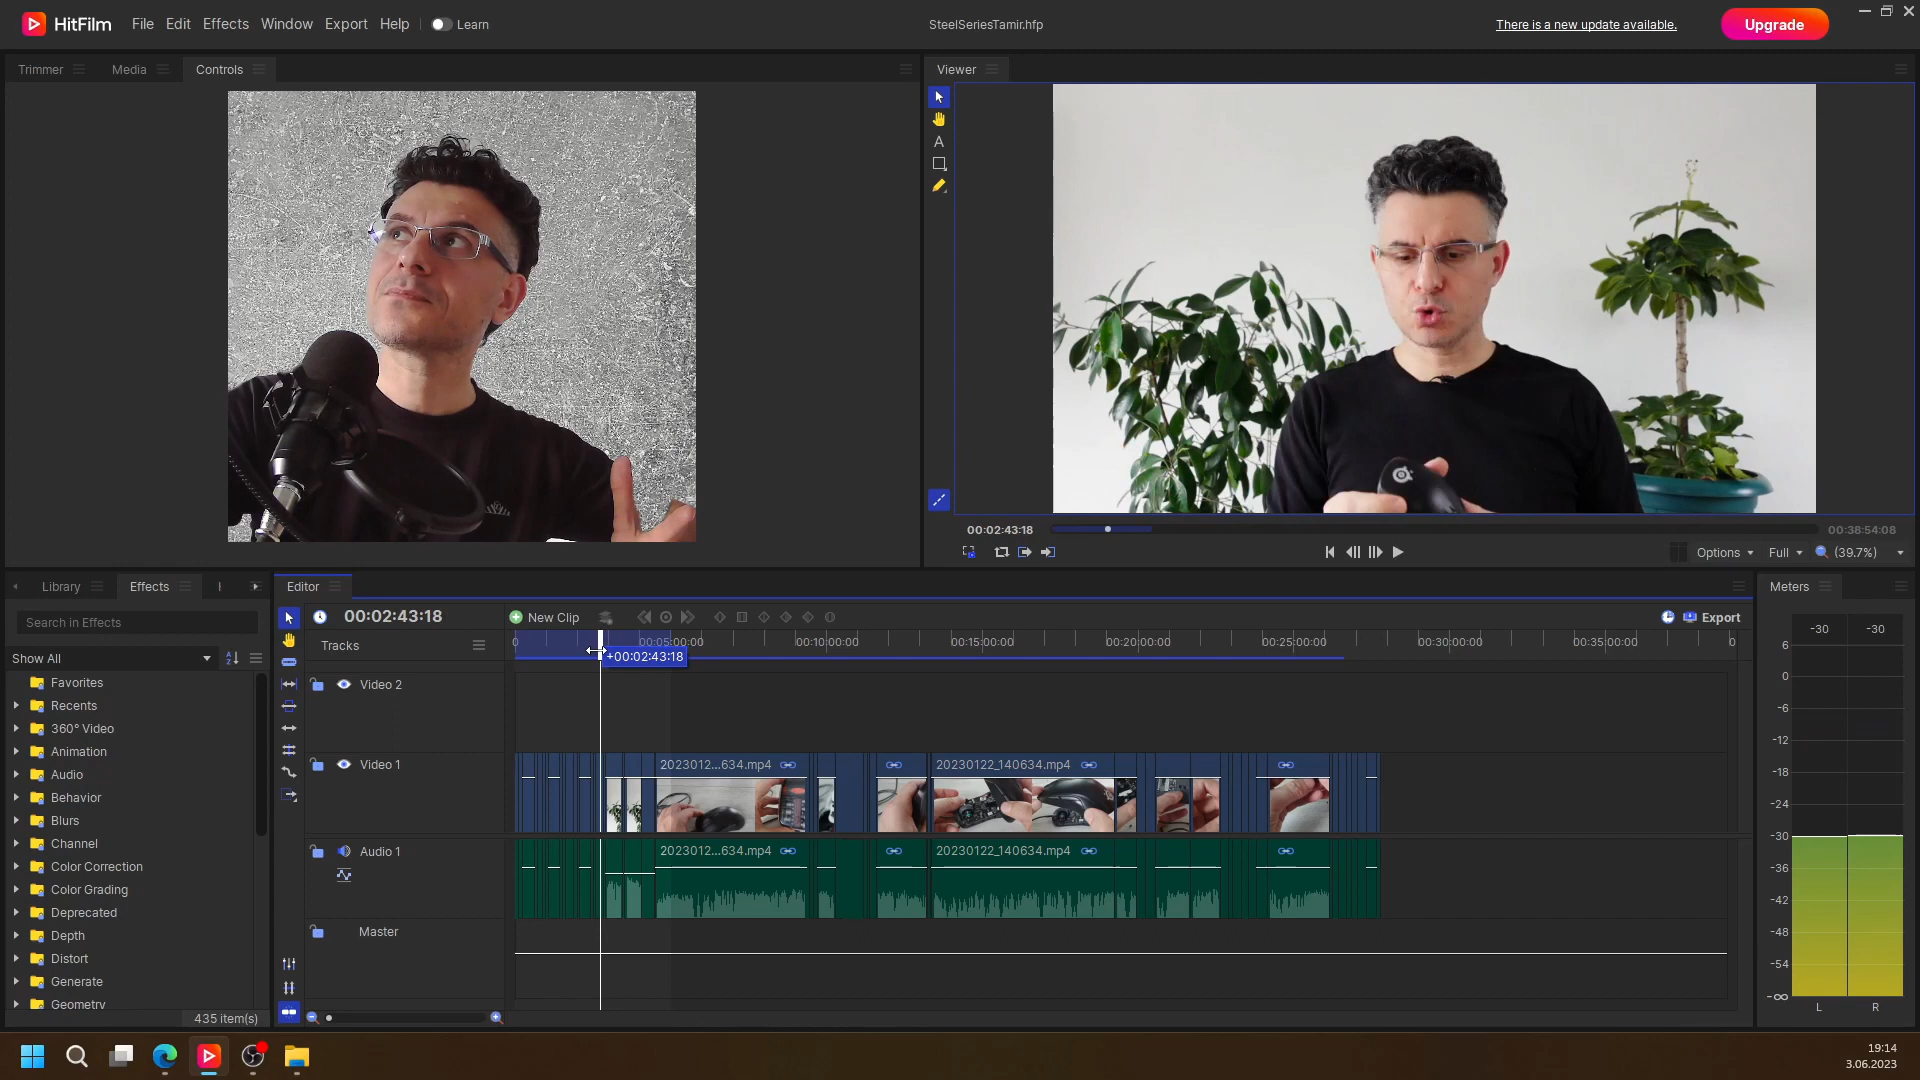 HitFilm File Edit Effects Window Export Help Learn SteelSeriesTamir.hfp There is a new update available. Upgrade
Trimmer Media Controls
Viewer
A
00:02:43:18 00:38:54:08
Options Full (39.7%)
Library Effects
Search in Effects
Show All
Favorites
Recents
360° Video
Animation
Audio
Behavior
Blurs
Channel
Color Correction
Color Grading
Deprecated
Depth
Distort
Generate
Geometry
435 item(s)
Editor
00:02:43:18 New Clip Export
Tracks
0 00:05:00:00 00:10:00:00 00:15:00:00 00:20:00:00 00:25:00:00 00:30:00:00 00:35:00:00 0
+00:02:43:18
Video 2
Video 1
2023012...634.mp4 20230122_140634.mp4
Audio 1
2023012...634.mp4 20230122_140634.mp4
Master
Meters
-30 -30
6
0
-6
-12
-18
-24
-30
-36
-42
-48
-54
-∞
L R
19:14
3.06.2023